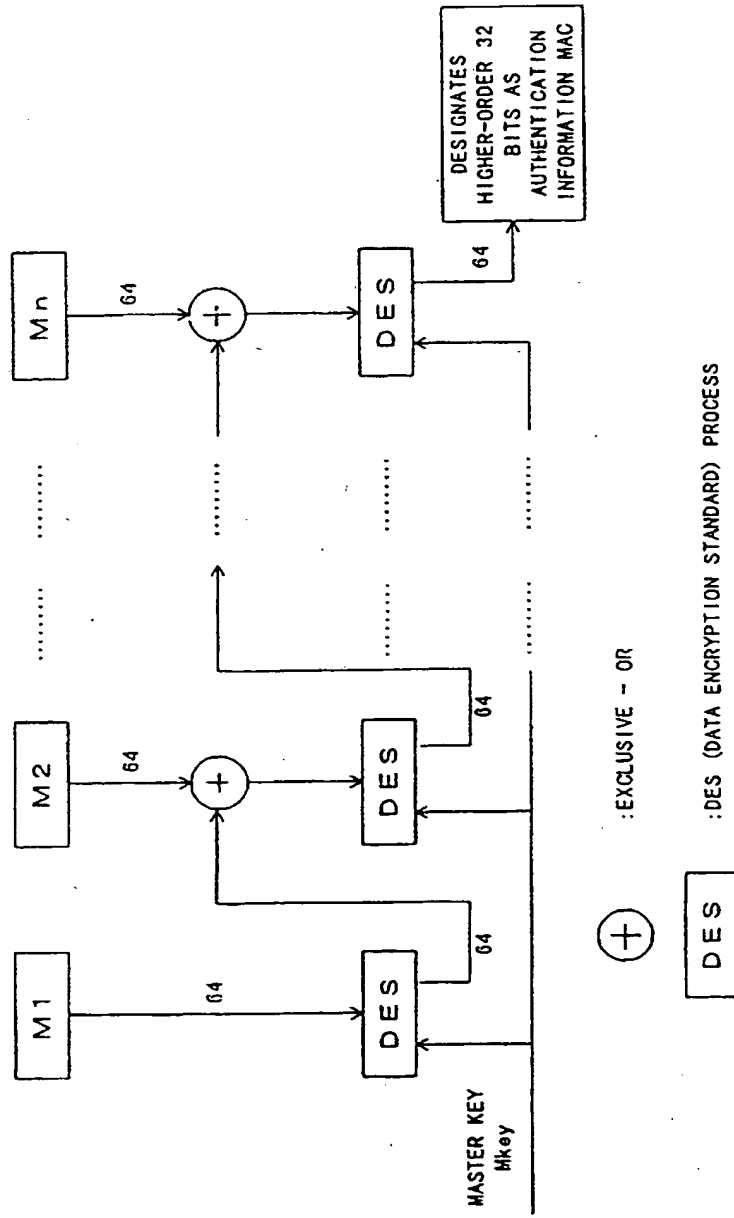 M1
M2
........
........
Mn
64
64
64
........
DES
DES
........
........
DES
64
64
64
DESIGNATES
HIGHER-ORDER 32
BITS AS
AUTHENTICATION
INFORMATION MAC
MASTER KEY
Mkey
........
........
:EXCLUSIVE - OR
DES
:DES (DATA ENCRYPTION STANDARD) PROCESS